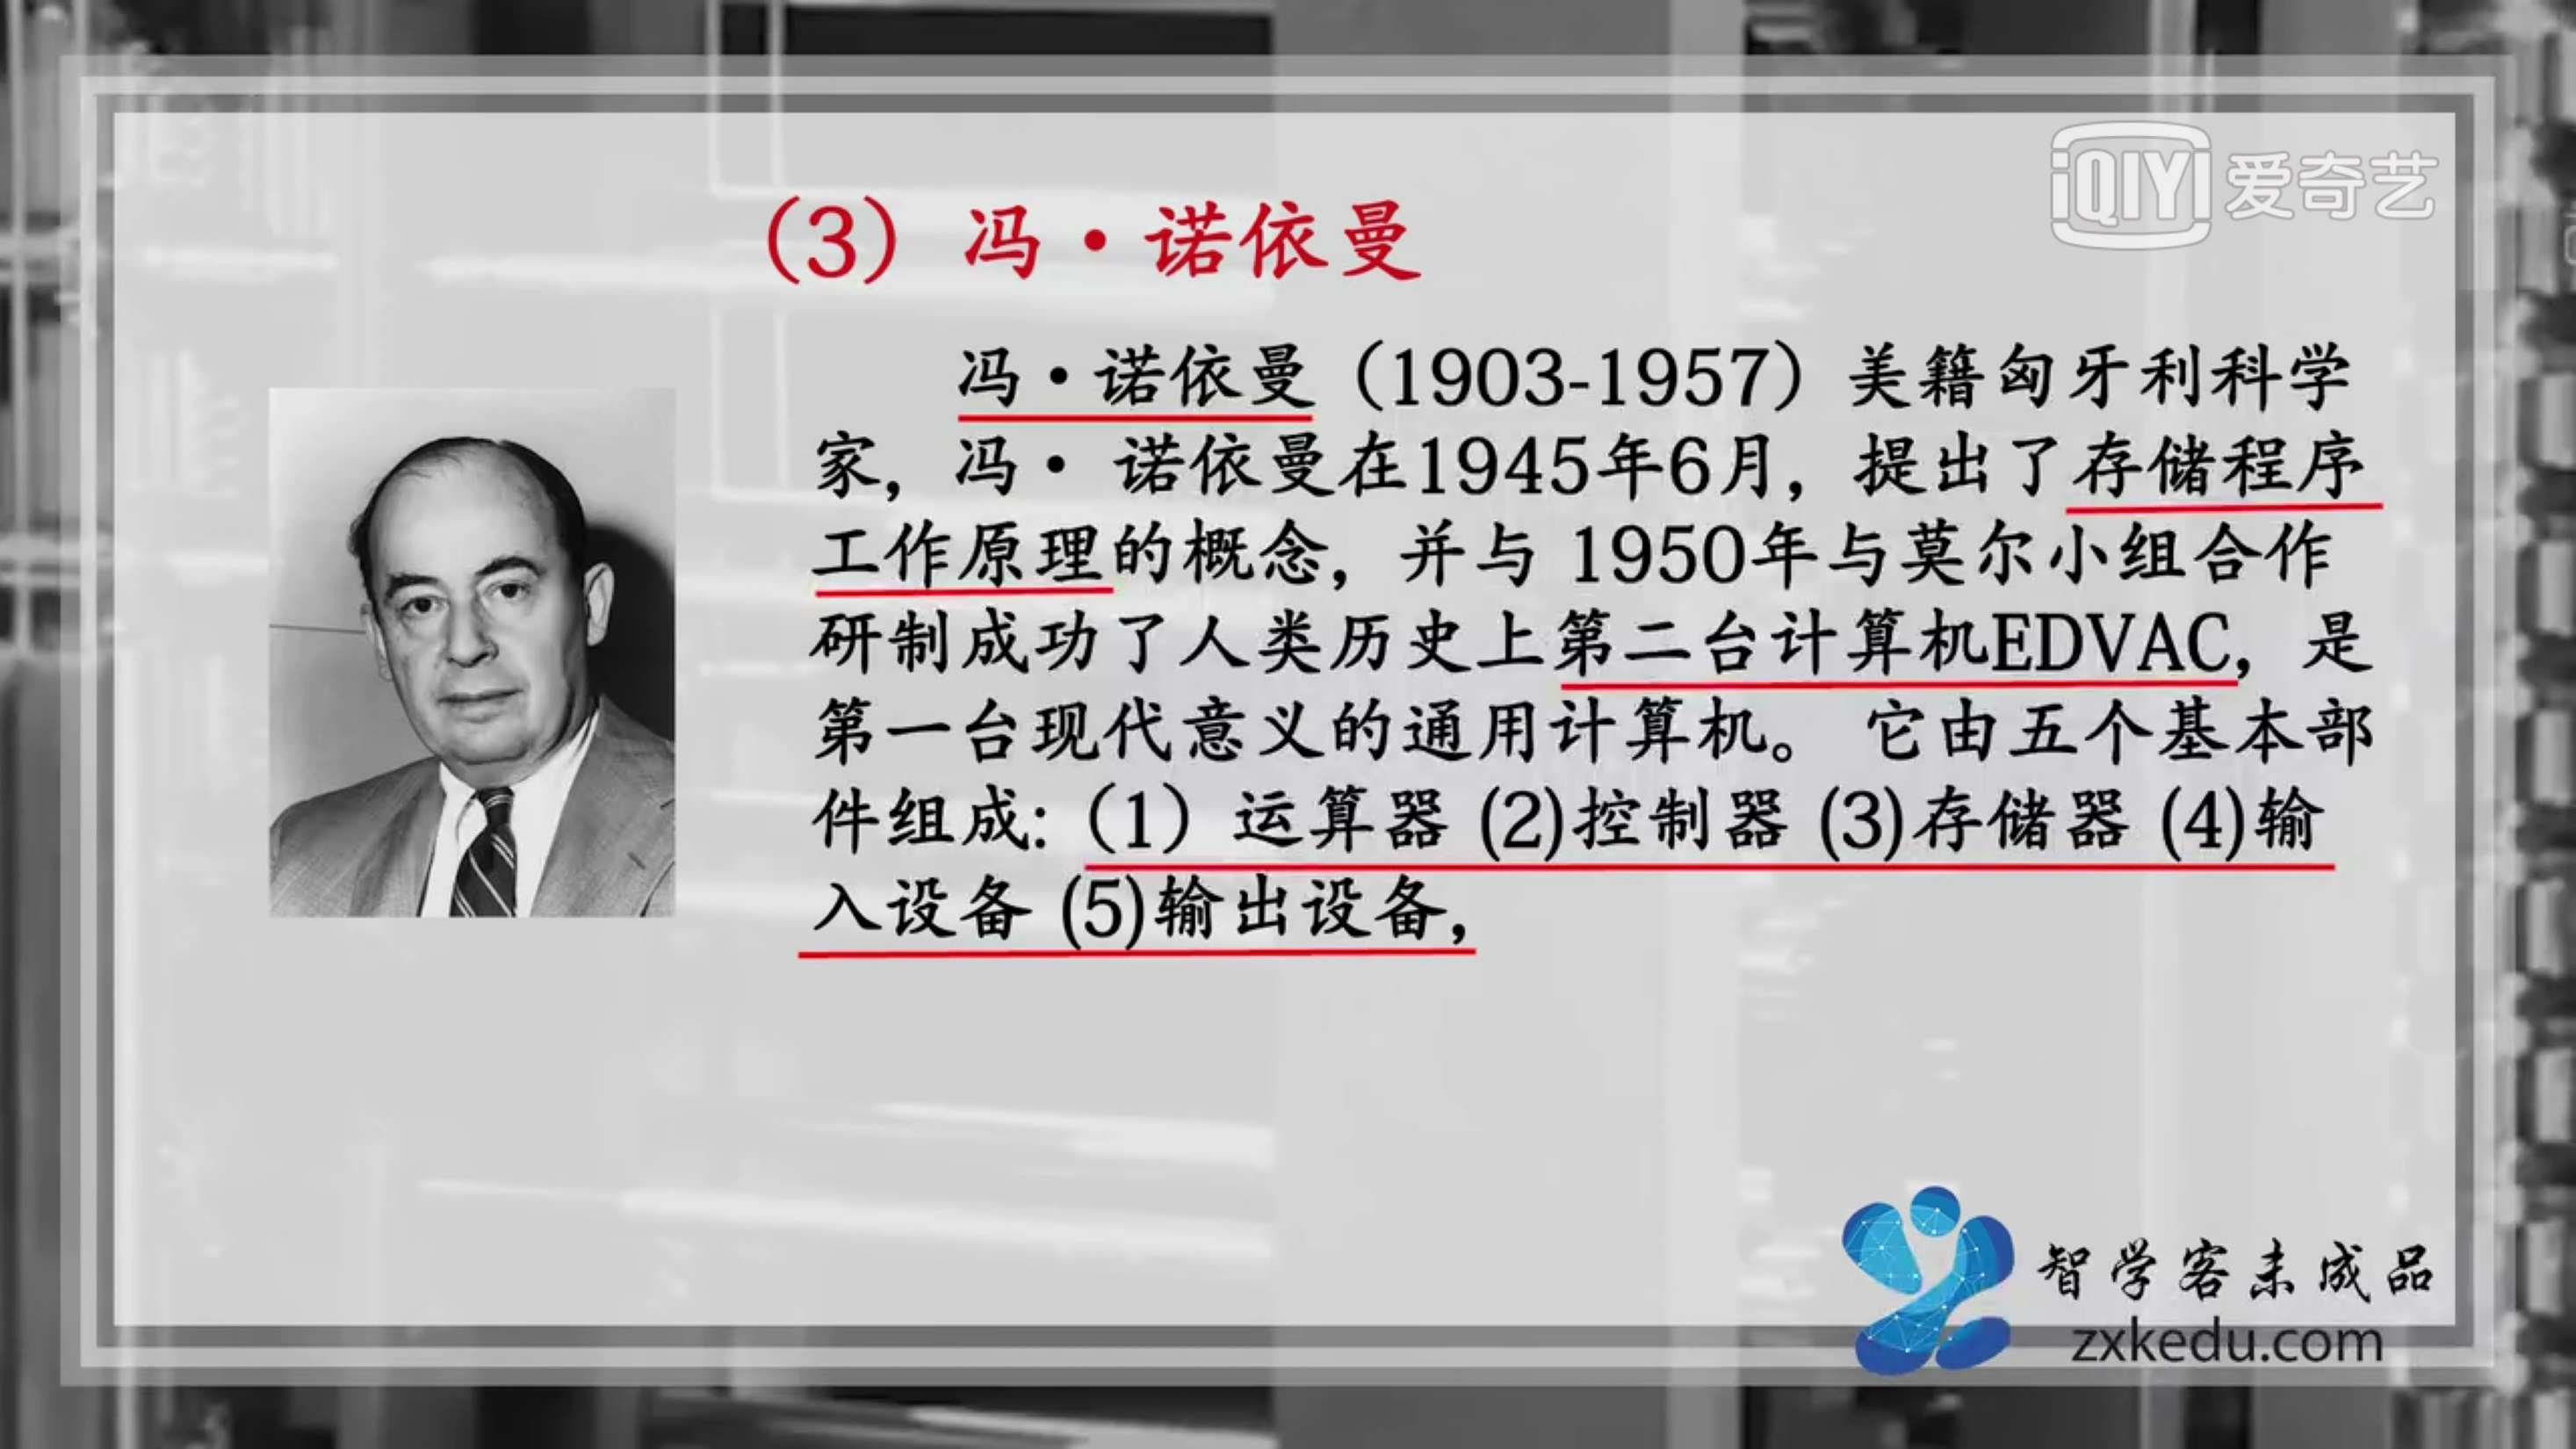 iQIYI 爱奇艺
（3）冯·诺依曼
冯·诺依曼（1903-1957）美籍匈牙利科学
家，冯· 诺依曼在1945年6月，提出了存储程序
工作原理的概念，并与 1950年与莫尔小组合作
研制成功了人类历史上第二台计算机EDVAC，是
第一台现代意义的通用计算机。 它由五个基本部
件组成:（1）运算器 (2)控制器 (3)存储器 (4)输
入设备 (5)输出设备，
智学客未成品
zxkedu.com